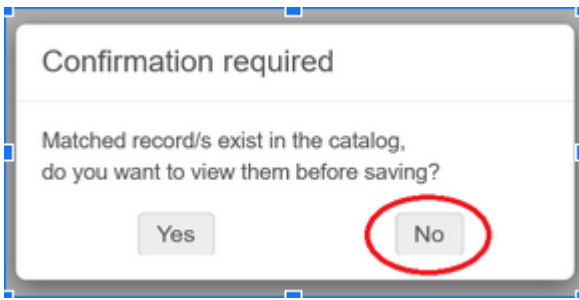 Confirmation required
Matched record/s exist in the catalog,
do you want to view them before saving?
Yes No